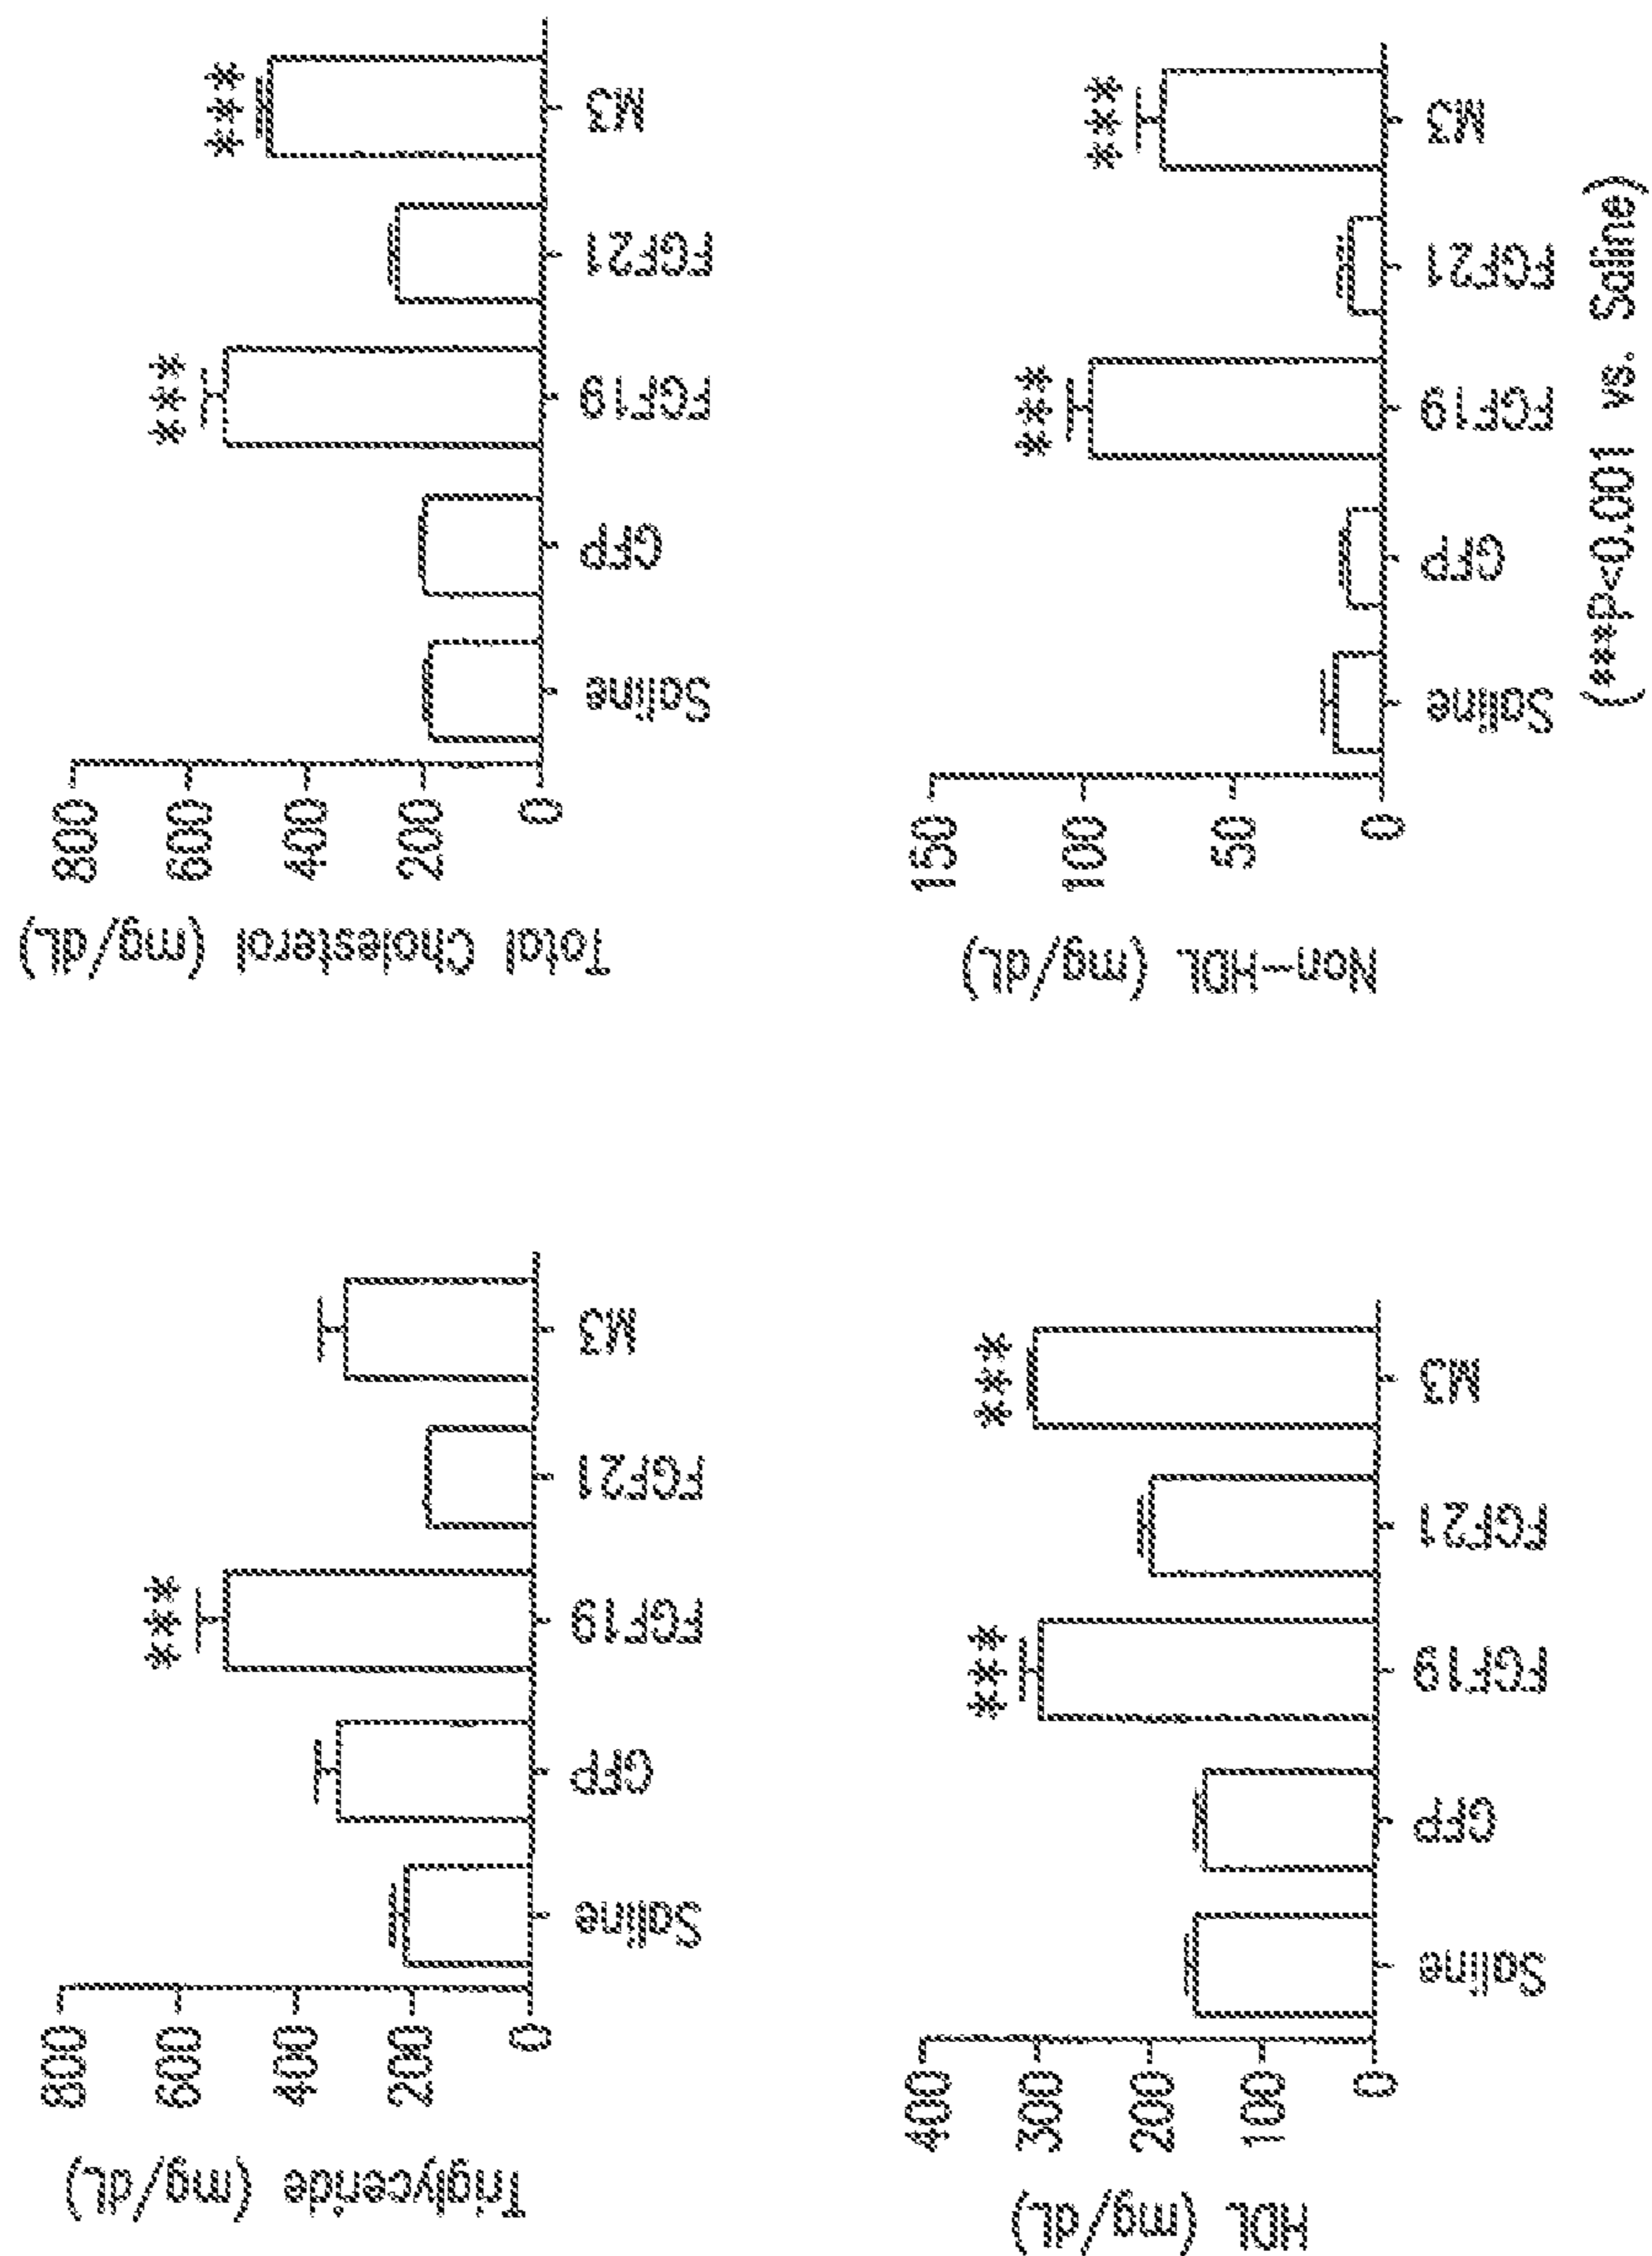 Triglyceride (mg/dL)
800
600
400
200
0
Saline
GFP
***
FGF19
FGF21
M3
Total Cholesterol (mg/dL)
800
600
400
200
0
Saline
GFP
***
FGF19
FGF21
***
M3
HDL (mg/dL)
400
300
200
100
0
Saline
GFP
***
FGF19
FGF21
***
M3
Non-HDL (mg/dL)
150
100
50
0
Saline
GFP
***
FGF19
FGF21
***
M3
(***P<0.001 vs. Saline)